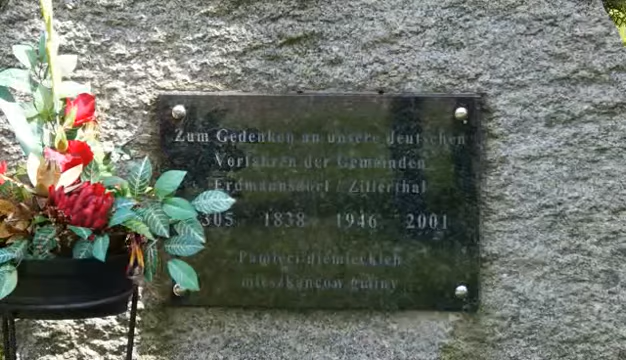 Zum Gedenken an unsere deutschen
Vorfahren der Gemeinden
Erdmannsdorf / Zillerthal
305 1838 1946 2001
Pamięci niemieckich
mieszkańców gminy